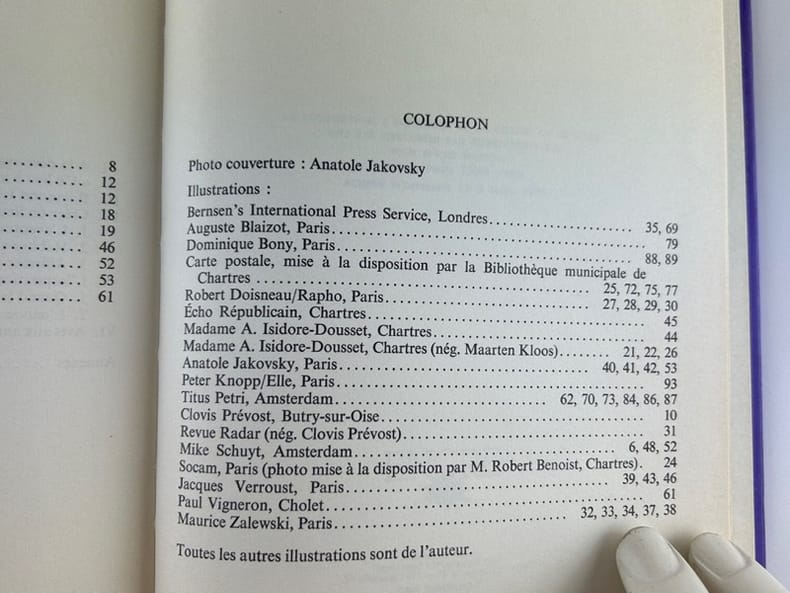 8
12
12
18
19
46
52
53
61
COLOPHON
Photo couverture : Anatole Jakovsky
Illustrations :
Bernsen's International Press Service, Londres 35, 69
Auguste Blaizot, Paris 79
Dominique Bony, Paris 88, 89
Carte postale, mise à la disposition par la Bibliothèque municipale de
Chartres 25, 72, 75, 77
Robert Doisneau/Rapho, Paris 27, 28, 29, 30
Écho Républicain, Chartres 45
Madame A. Isidore-Dousset, Chartres 44
Madame A. Isidore-Dousset, Chartres (nég. Maarten Kloos) 21, 22, 26
Anatole Jakovsky, Paris 40, 41, 42, 53
Peter Knopp/Elle, Paris 93
Titus Petri, Amsterdam 62, 70, 73, 84, 86, 87
Clovis Prévost, Butry-sur-Oise 10
Revue Radar (nég. Clovis Prévost) 31
Mike Schuyt, Amsterdam 6, 48, 52
Socam, Paris (photo mise à la disposition par M. Robert Benoist, Chartres). 24
Jacques Verroust, Paris 39, 43, 46
Paul Vigneron, Cholet 61
Maurice Zalewski, Paris 32, 33, 34, 37, 38
Toutes les autres illustrations sont de l'auteur.